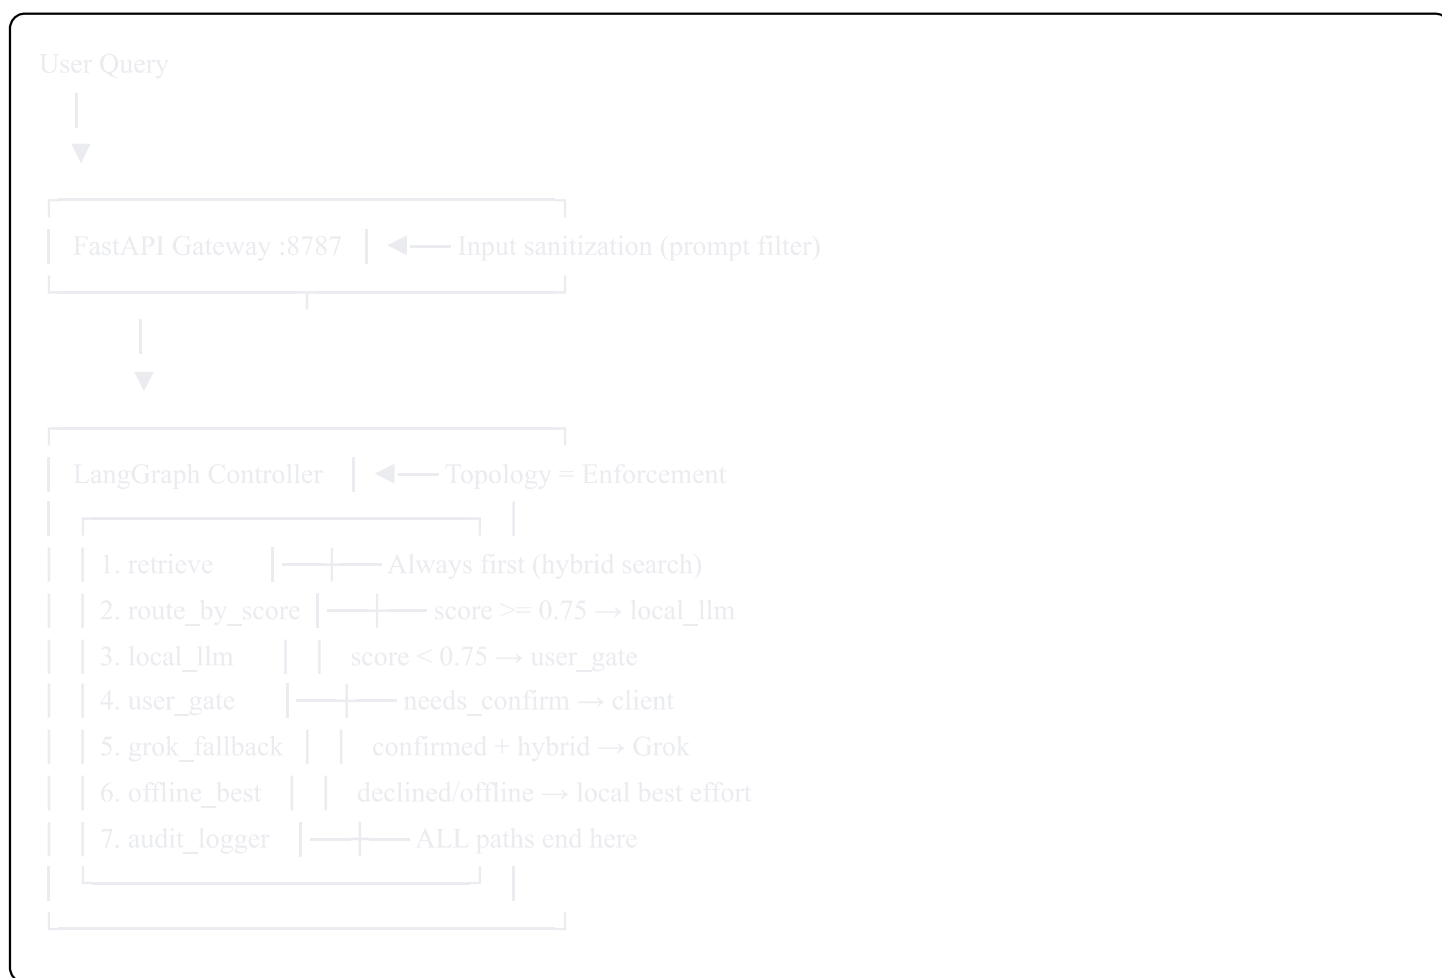 User Query
FastAPI Gateway :8787 Input sanitization (prompt filter)
LangGraph Controller Topology = Enforcement
1. retrieve Always first (hybrid search)
2. route_by_score score >= 0.75 → local_llm
3. local_llm score < 0.75 → user_gate
4. user_gate needs_confirm → client
5. grok_fallback confirmed + hybrid → Grok
6. offline_best declined/offline → local best effort
7. audit_logger ALL paths end here